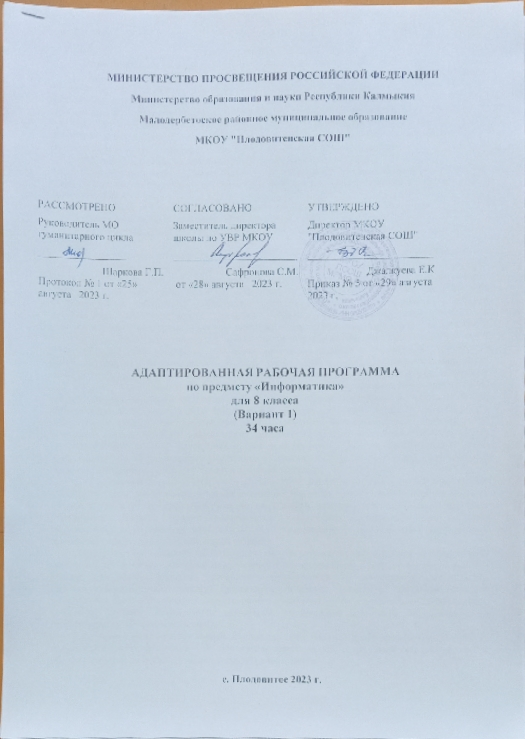 МИНИСТЕРСТВО ПРОСВЕЩЕНИЯ РОССИЙСКОЙ ФЕДЕРАЦИИ
Министерство образования и науки Республики Калмыкия
Малодербетовское районное муниципальное образование
МКОУ "Плодовитенская СОШ"
РАССМОТРЕНО
Руководитель МО
гуманитарного цикла
Шаркова Г.П.
Протокол № 1 от «25»
августа 2023 г.
СОГЛАСОВАНО
Заместитель директора
школы по УВР МКОУ
Сафронова С.М.
от «28» августа 2023 г.
УТВЕРЖДЕНО
Директор МКОУ
"Плодовитенская СОШ"
Е.К
Приказ № 5 от «29» августа
2023 г.
АДАПТИРОВАННАЯ РАБОЧАЯ ПРОГРАММА
по предмету «Информатика»
для 8 класса
(Вариант 1)
34 часа
с. Плодовитое 2023 г.